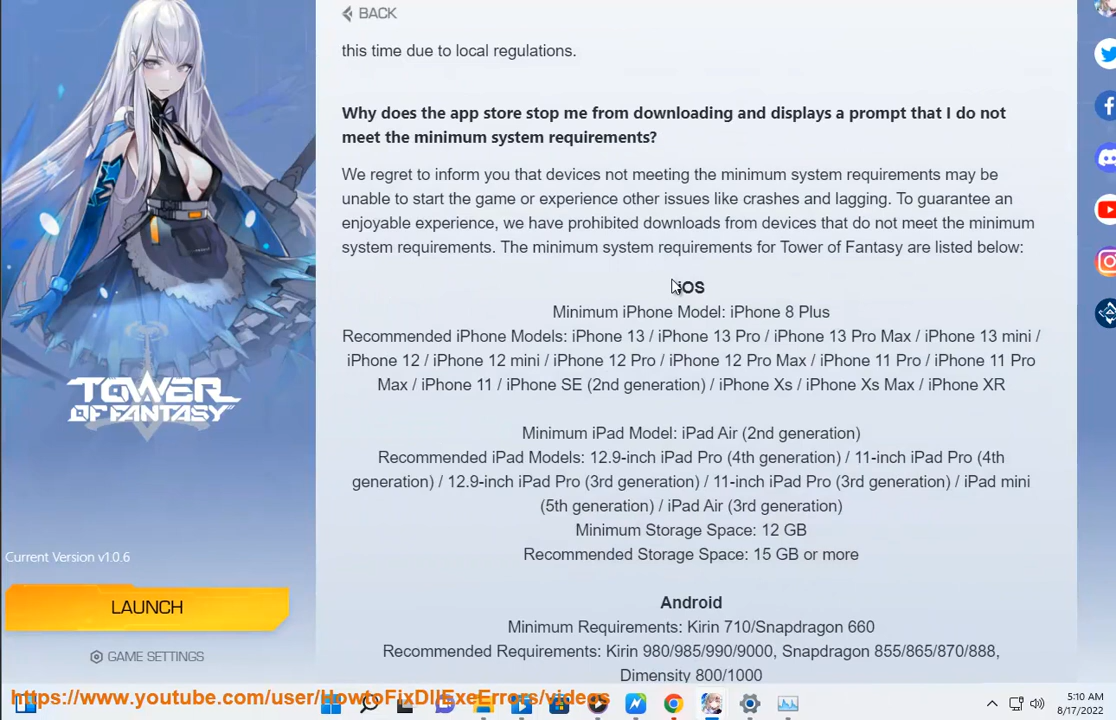 BACK
this time due to local regulations.
Why does the app store stop me from downloading and displays a prompt that I do not
meet the minimum system requirements?
We regret to inform you that devices not meeting the minimum system requirements may be
unable to start the game or experience other issues like crashes and lagging. To guarantee an
enjoyable experience, we have prohibited downloads from devices that do not meet the minimum
system requirements. The minimum system requirements for Tower of Fantasy are listed below:
iOS
Minimum iPhone Model: iPhone 8 Plus
Recommended iPhone Models: iPhone 13 / iPhone 13 Pro / iPhone 13 Pro Max / iPhone 13 mini /
iPhone 12 / iPhone 12 mini / iPhone 12 Pro / iPhone 12 Pro Max / iPhone 11 Pro / iPhone 11 Pro
Max / iPhone 11 / iPhone SE (2nd generation) / iPhone Xs / iPhone Xs Max / iPhone XR
Minimum iPad Model: iPad Air (2nd generation)
Recommended iPad Models: 12.9-inch iPad Pro (4th generation) / 11-inch iPad Pro (4th
generation) / 12.9-inch iPad Pro (3rd generation) / 11-inch iPad Pro (3rd generation) / iPad mini
(5th generation) / iPad Air (3rd generation)
Minimum Storage Space: 12 GB
Recommended Storage Space: 15 GB or more
Android
Minimum Requirements: Kirin 710/Snapdragon 660
Recommended Requirements: Kirin 980/985/990/9000, Snapdragon 855/865/870/888,
Dimensity 800/1000
TOWER
OF FANTASY
Current Version v1.0.6
LAUNCH
GAME SETTINGS
https://www.youtube.com/user/HowtoFixDllExeErrors/videos
5:10 AM
8/17/2022